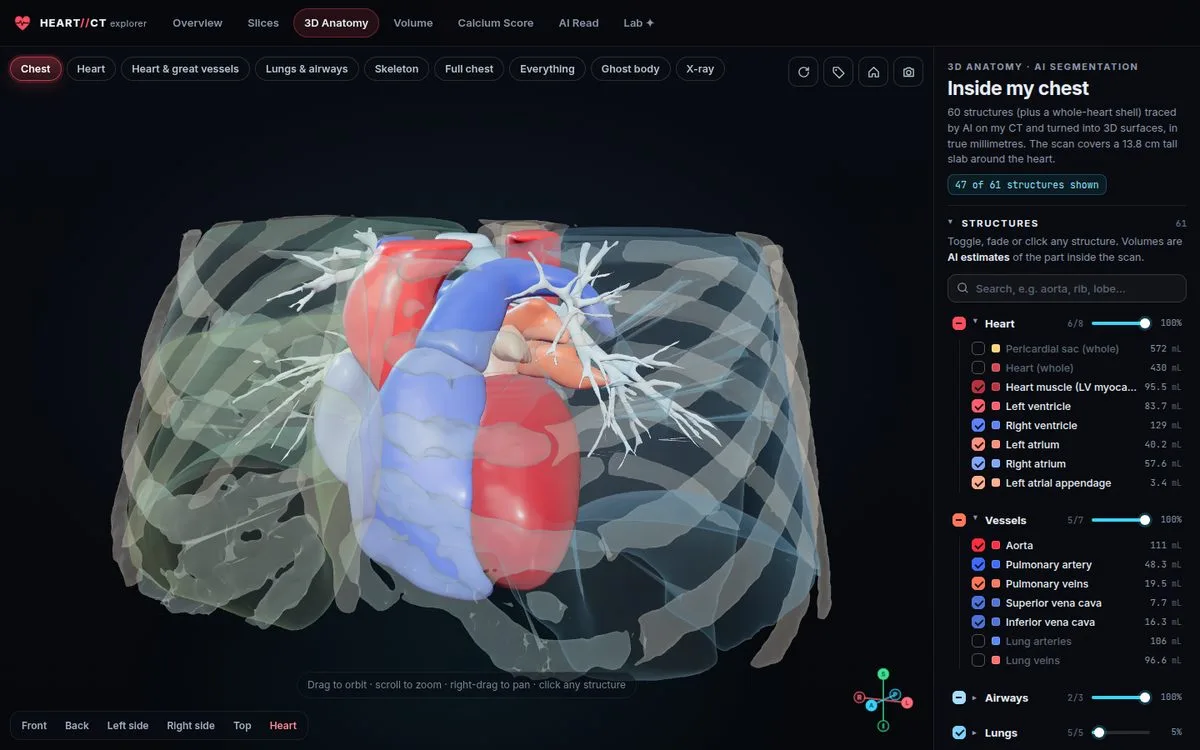 HEART//CT explorer
Overview
Slices
3D Anatomy
Volume
Calcium Score
AI Read
Lab ✦
Chest
Heart
Heart & great vessels
Lungs & airways
Skeleton
Full chest
Everything
Ghost body
X-ray
3D ANATOMY · AI SEGMENTATION
Inside my chest
60 structures (plus a whole-heart shell) traced
by AI on my CT and turned into 3D surfaces, in
true millimetres. The scan covers a 13.8 cm tall
slab around the heart.
47 of 61 structures shown
STRUCTURES 61
Toggle, fade or click any structure. Volumes are
AI estimates of the part inside the scan.
Search, e.g. aorta, rib, lobe...
Heart 6/8 100%
Pericardial sac (whole) 572 mL
Heart (whole) 430 mL
Heart muscle (LV myoca... 95.5 mL
Left ventricle 83.7 mL
Right ventricle 129 mL
Left atrium 40.2 mL
Right atrium 57.6 mL
Left atrial appendage 3.4 mL
Vessels 5/7 100%
Aorta 111 mL
Pulmonary artery 48.3 mL
Pulmonary veins 19.5 mL
Superior vena cava 7.7 mL
Inferior vena cava 16.3 mL
Lung arteries 106 mL
Lung veins 96.6 mL
Airways 2/3 100%
Lungs 5/5 5%
Drag to orbit · scroll to zoom · right-drag to pan · click any structure
Front
Back
Left side
Right side
Top
Heart
S
R
P
A
L
I